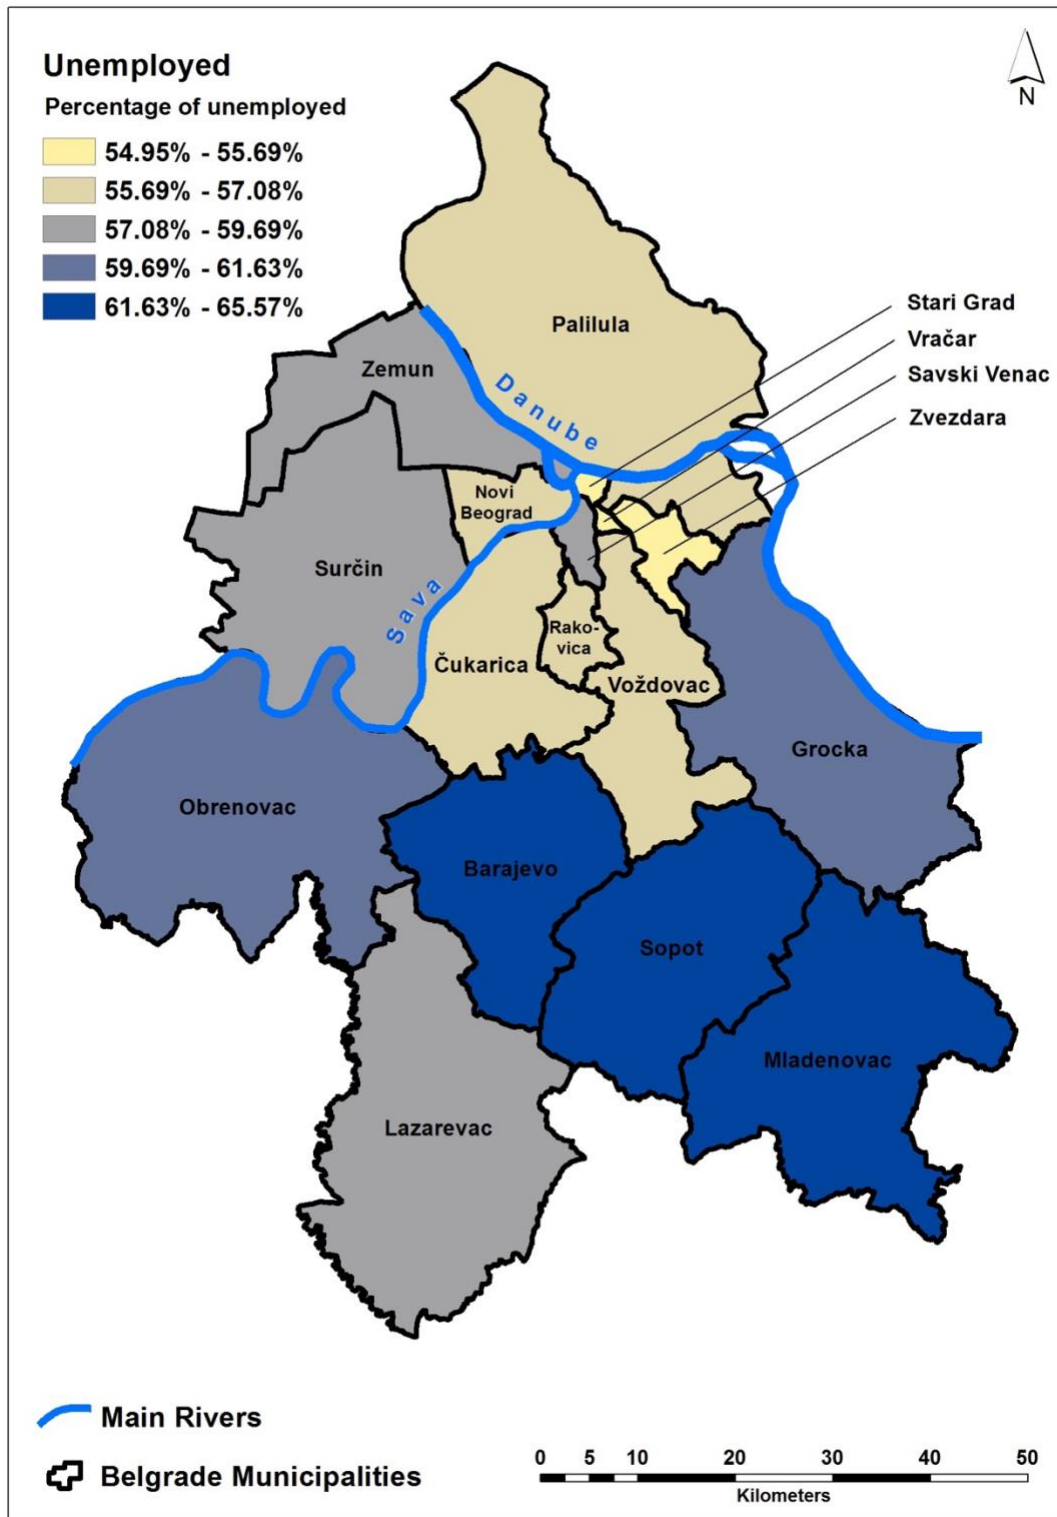 Unemployed
Percentage of unemployed
54.95% - 55.69%
55.69% - 57.08%
57.08% - 59.69%
59.69% - 61.63%
61.63% - 65.57%
N
Stari Grad
Vračar
Savski Venac
Zvezdara
Palilula
Zemun
Danube
Novi
Beograd
Surčin
Sava
Rako-
vica
Čukarica
Voždovac
Grocka
Obrenovac
Barajevo
Sopot
Mladenovac
Lazarevac
Main Rivers
Belgrade Municipalities
0 5 10 20 30 40 50
Kilometers